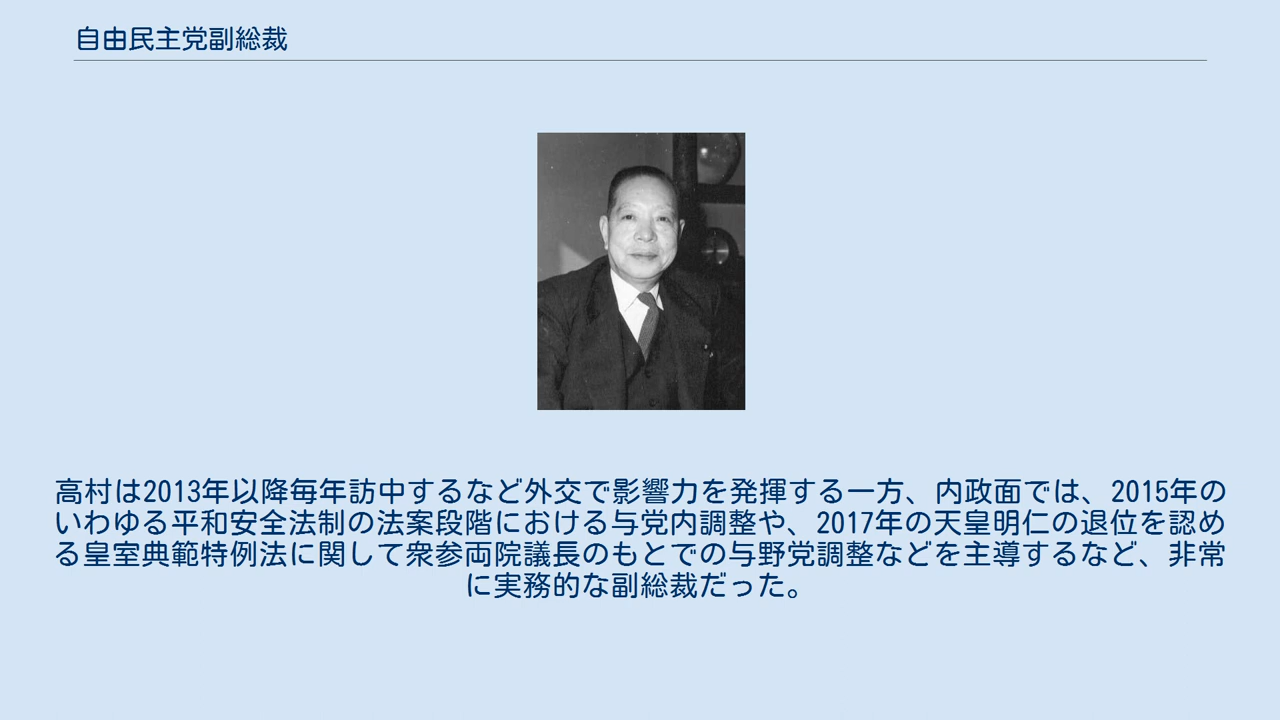 自由民主党副総裁
高村は2013年以降毎年訪中するなど外交で影響力を発揮する一方、内政面では、2015年の
いわゆる平和安全法制の法案段階における与党内調整や、2017年の天皇明仁の退位を認め
る皇室典範特例法に関して衆参両院議長のもとでの与野党調整などを主導するなど、非常
に実務的な副総裁だった。